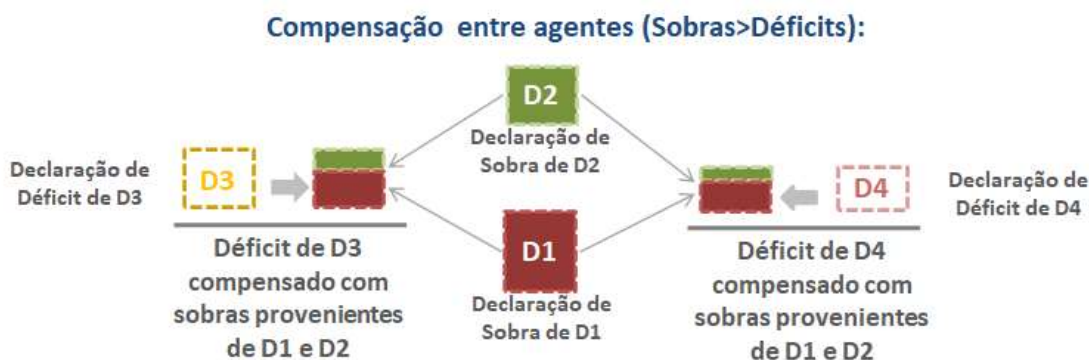 Compensação entre agentes (Sobras>Déficits):
D2
Declaração de
Sobra de D2
Declaração de
Déficit de D3
D3
D4
Declaração de
Déficit de D4
D1
Declaração de
Sobra de D1
Déficit de D3
compensado com
sobras provenientes
de D1 e D2
Déficit de D4
compensado com
sobras provenientes
de D1 e D2